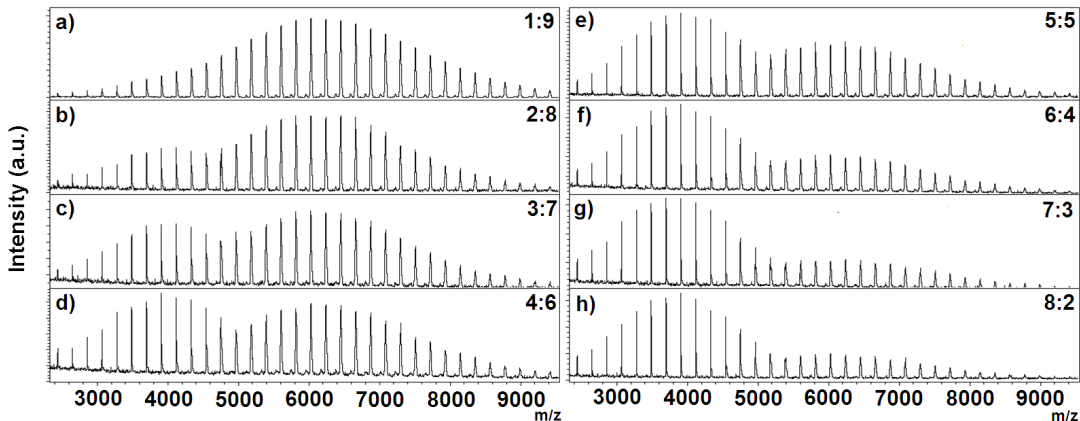 a) 1:9
b) 2:8
c) 3:7
d) 4:6
e) 5:5
f) 6:4
g) 7:3
h) 8:2
Intensity (a.u.)
3000 4000 5000 6000 7000 8000 9000
m/z
3000 4000 5000 6000 7000 8000 9000
m/z